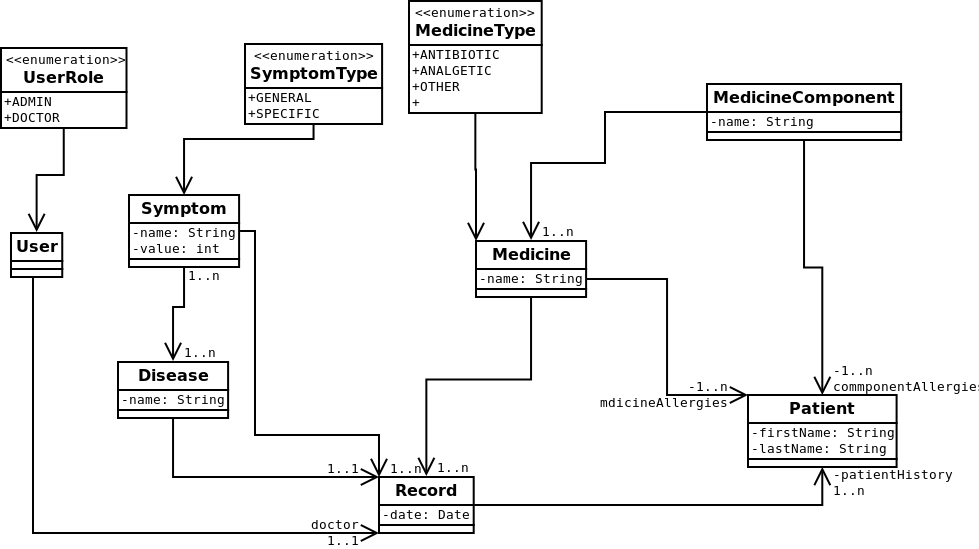 <<enumeration>>
UserRole
+ADMIN
+DOCTOR
<<enumeration>>
SymptomType
+GENERAL
+SPECIFIC
<<enumeration>>
MedicineType
+ANTIBIOTIC
+ANALGETIC
+OTHER
+
MedicineComponent
-name: String
Symptom
-name: String
-value: int
1..n
User
1..n
Medicine
-name: String
1..n
Disease
-name: String
-1..n
commponentAllergies
-1..n
mdicineAllergies
Patient
-firstName: String
-lastName: String
-patientHistory
1..n
1..1
1..n
1..n
Record
-date: Date
doctor
1..1